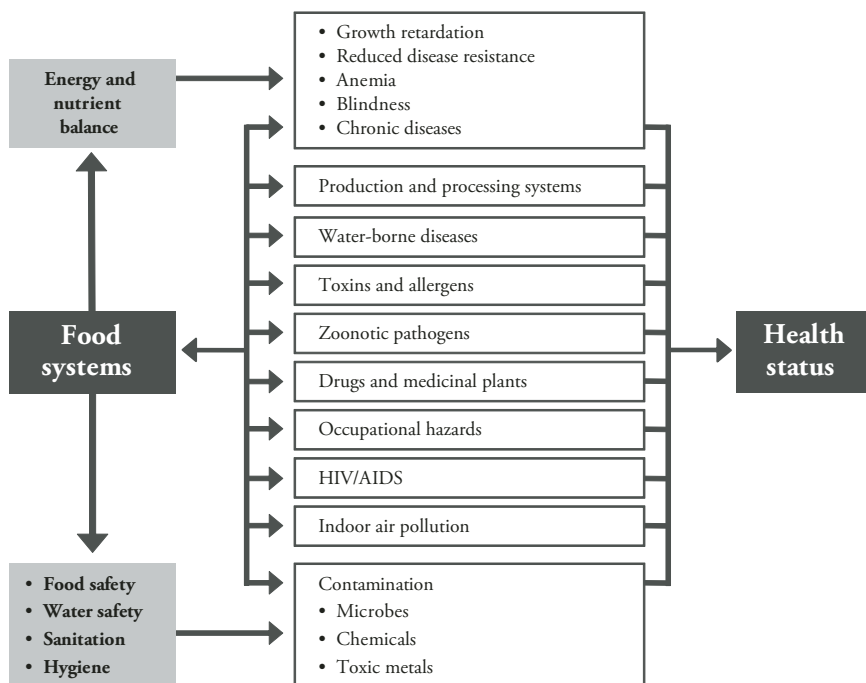 Energy and
nutrient
balance
• Growth retardation
• Reduced disease resistance
• Anemia
• Blindness
• Chronic diseases
Production and processing systems
Water-borne diseases
Toxins and allergens
Food
systems
Zoonotic pathogens
Health
status
Drugs and medicinal plants
Occupational hazards
HIV/AIDS
Indoor air pollution
• Food safety
• Water safety
• Sanitation
• Hygiene
Contamination
• Microbes
• Chemicals
• Toxic metals